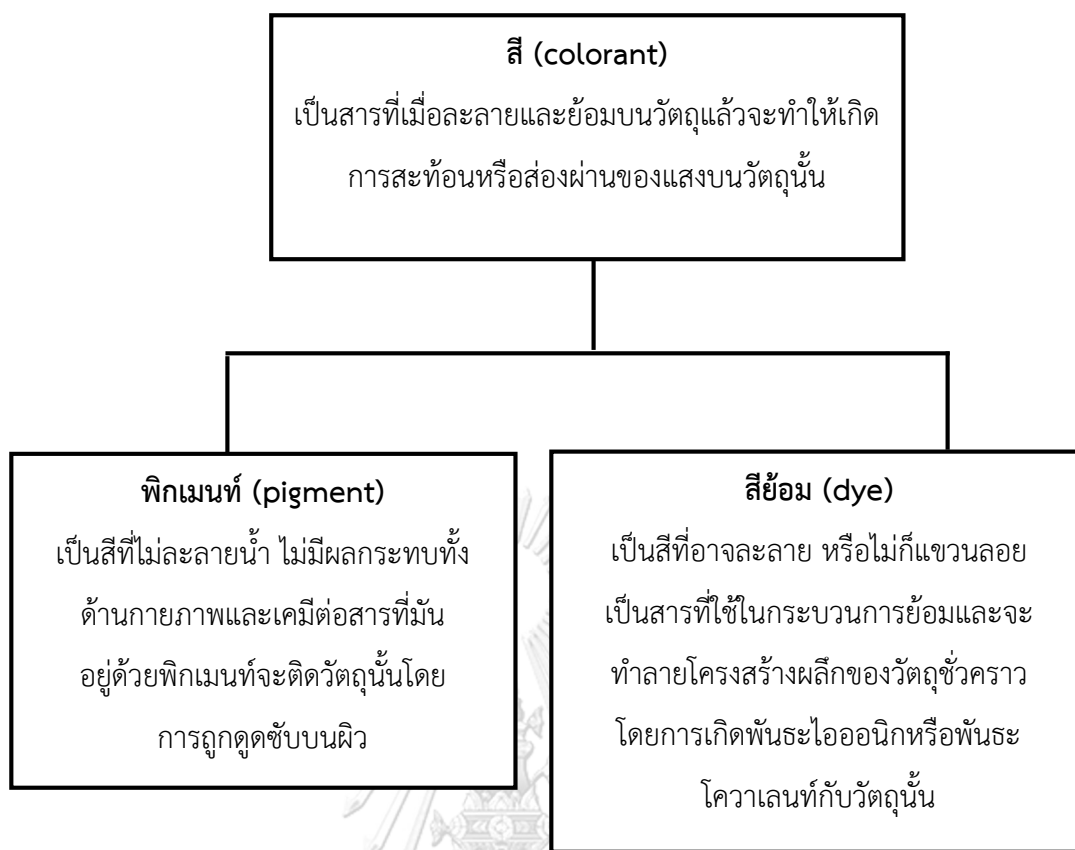 สี (colorant)
เป็นสารที่เมื่อละลายและย้อมบนวัตถุแล้วจะทำให้เกิด
การสะท้อนหรือส่องผ่านของแสงบนวัตถุนั้น
พิกเมนท์ (pigment)
เป็นสีที่ไม่ละลายน้ำ ไม่มีผลกระทบทั้ง
ด้านกายภาพและเคมีต่อสารที่มัน
อยู่ด้วยพิกเมนท์จะติดวัตถุนั้นโดย
การถูกดูดซับบนผิว
สีย้อม (dye)
เป็นสีที่อาจละลาย หรือไม่ก็แขวนลอย
เป็นสารที่ใช้ในกระบวนการย้อมและจะ
ทำลายโครงสร้างผลึกของวัตถุชั่วคราว
โดยการเกิดพันธะไอออนิกหรือพันธะ
โควาเลนท์กับวัตถุนั้น